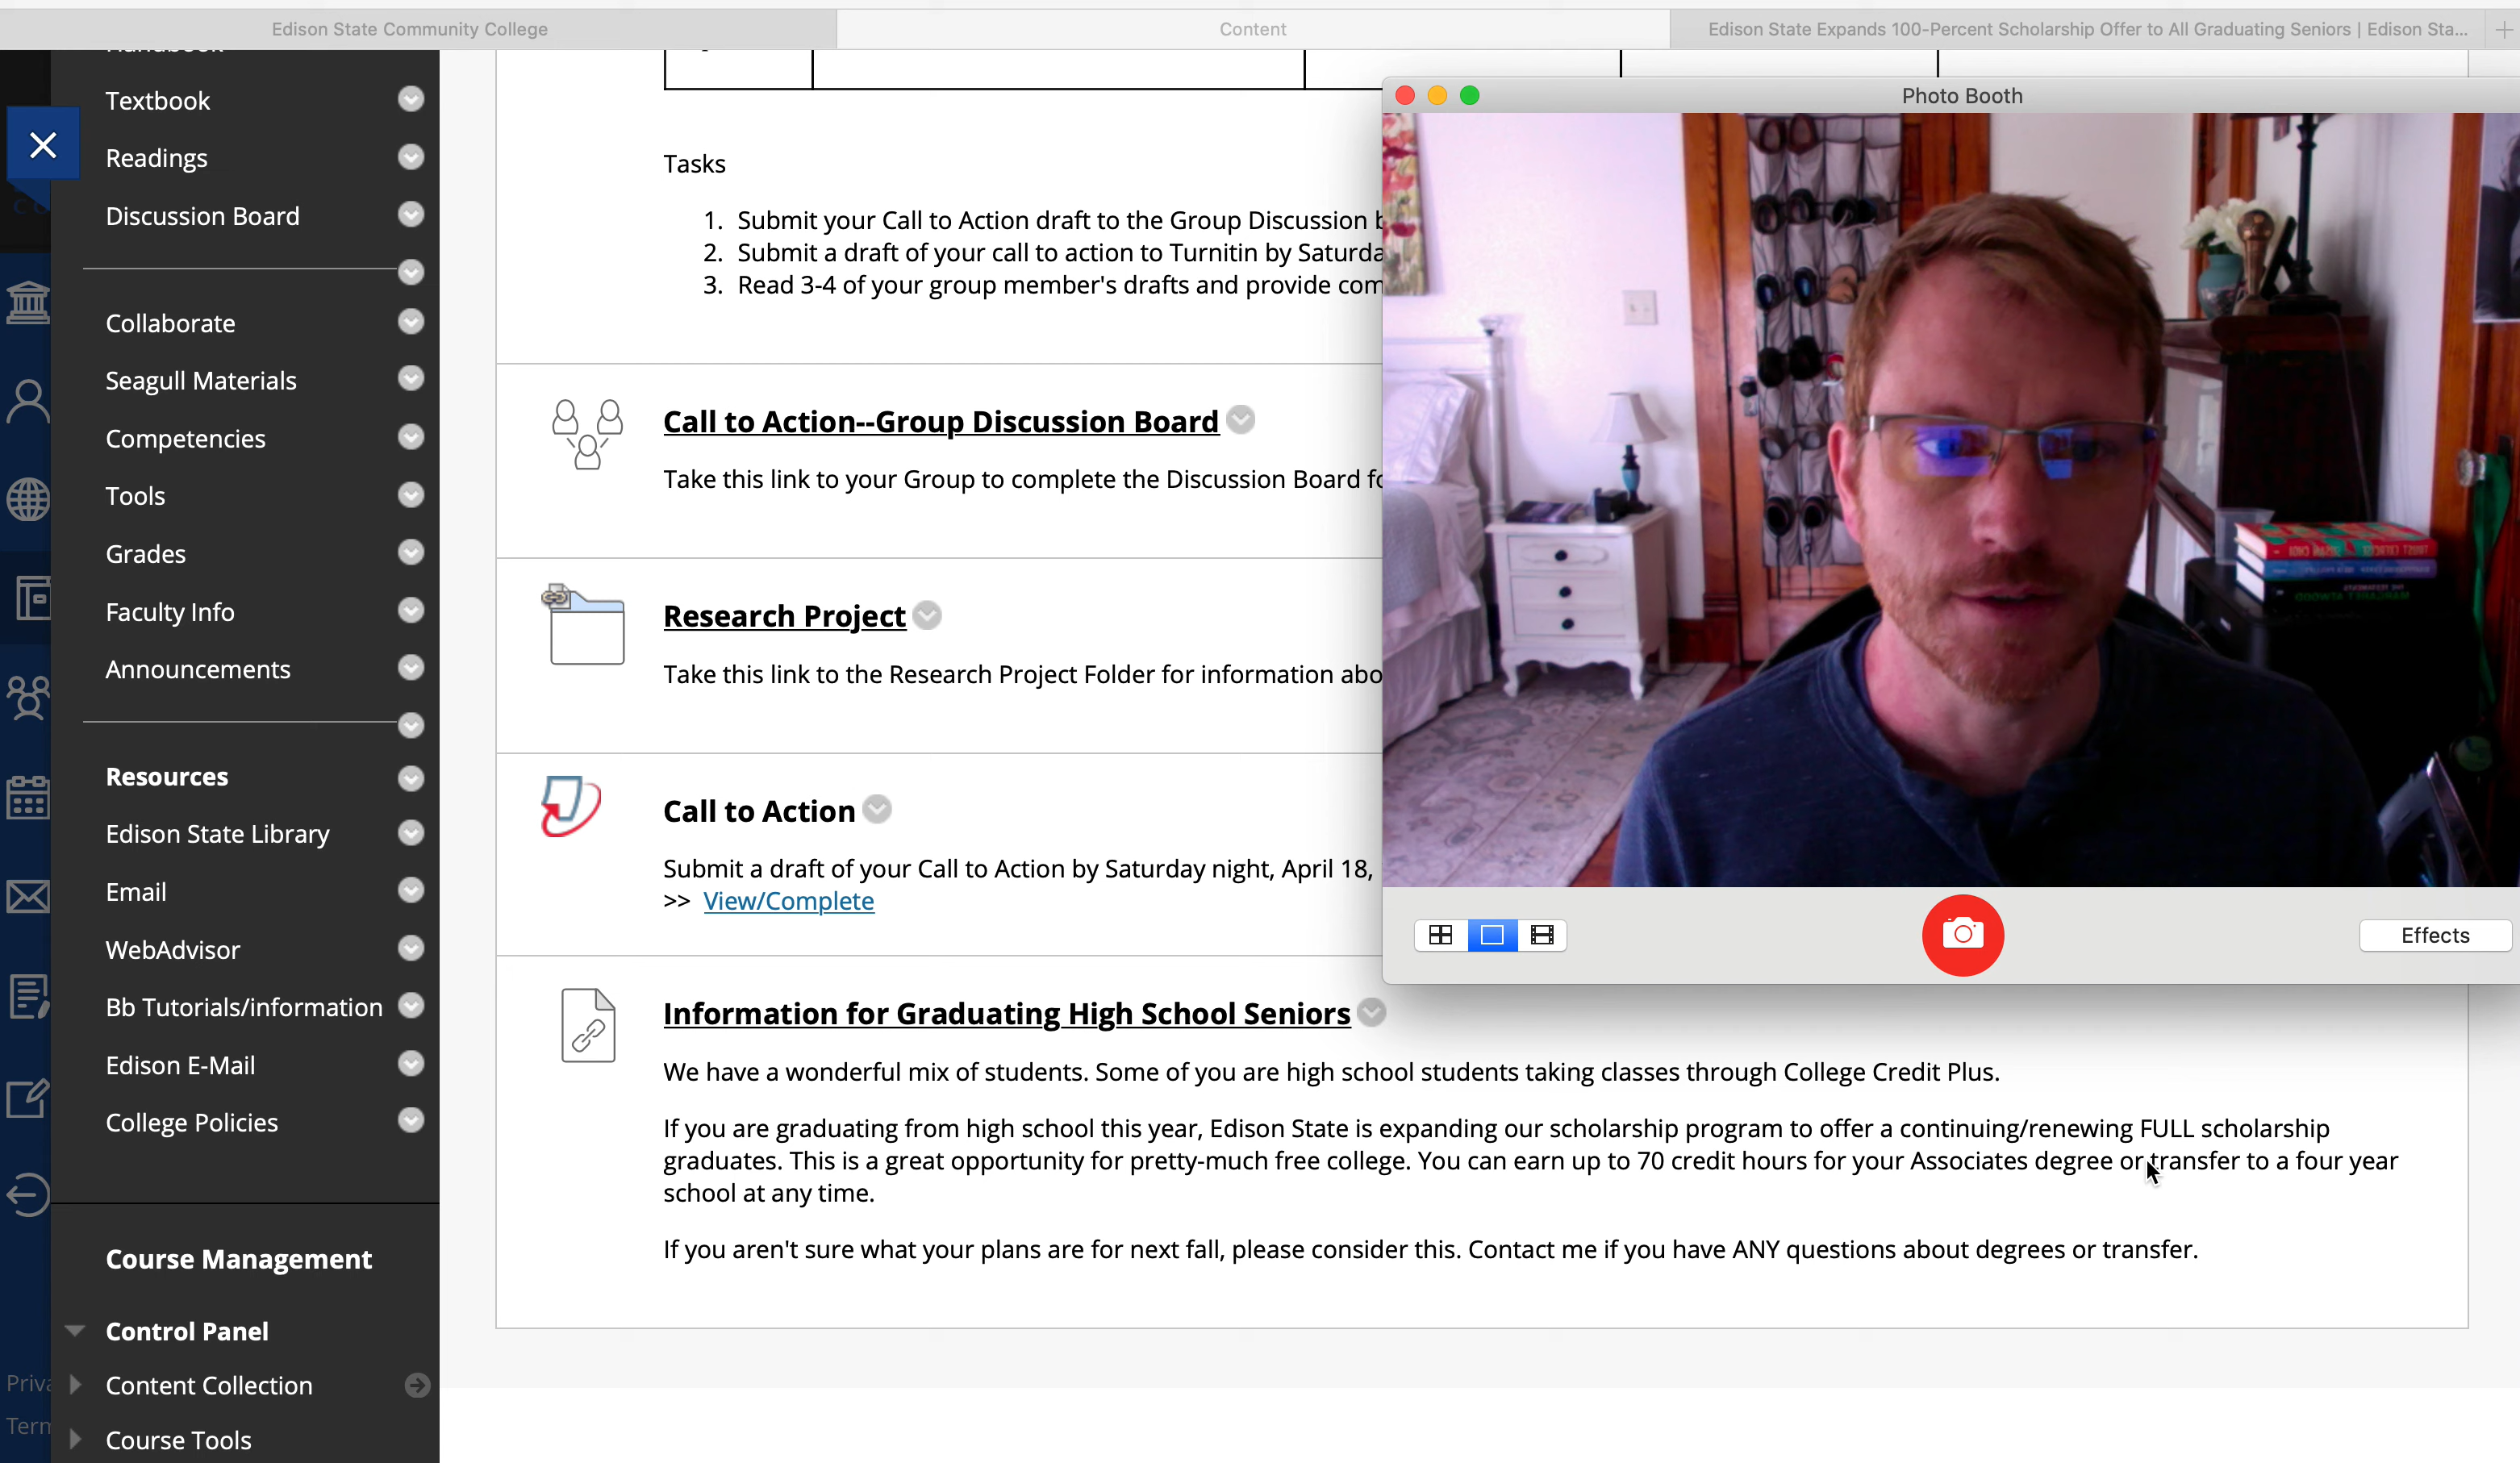 Edison State Community College
Content
Edison State Expands 100-Percent Scholarship Offer to All Graduating Seniors | Edison Sta...
Handbook
Textbook
Readings
Discussion Board
Collaborate
Seagull Materials
Competencies
Tools
Grades
Faculty Info
Announcements
Resources
Edison State Library
Email
WebAdvisor
Bb Tutorials/information
Edison E-Mail
College Policies
Course Management
Control Panel
Content Collection
Course Tools
Priva
Term
Tasks
1. Submit your Call to Action draft to the Group Discussion b
2. Submit a draft of your call to action to Turnitin by Saturda
3. Read 3-4 of your group member's drafts and provide com
Call to Action--Group Discussion Board
Take this link to your Group to complete the Discussion Board fo
Research Project
Take this link to the Research Project Folder for information abo
Call to Action
Submit a draft of your Call to Action by Saturday night, April 18,
>> View/Complete
Information for Graduating High School Seniors
We have a wonderful mix of students. Some of you are high school students taking classes through College Credit Plus.
If you are graduating from high school this year, Edison State is expanding our scholarship program to offer a continuing/renewing FULL scholarship
graduates. This is a great opportunity for pretty-much free college. You can earn up to 70 credit hours for your Associates degree or transfer to a four year
school at any time.
If you aren't sure what your plans are for next fall, please consider this. Contact me if you have ANY questions about degrees or transfer.
Photo Booth
TRUST EXERCISE SUSAN CHOI
THE TESTAMENTS
MARGARET ATWOOD
Effects